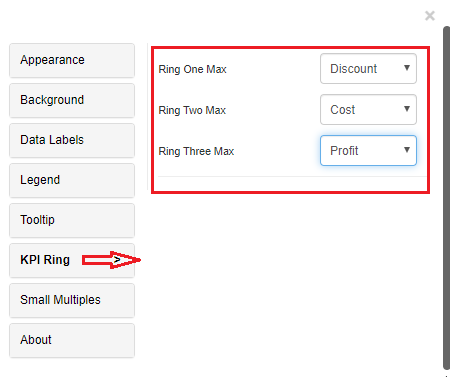 ×
Appearance
Background
Data Labels
Legend
Tooltip
KPI Ring >
Small Multiples
About
Ring One Max Discount
Ring Two Max Cost
Ring Three Max Profit